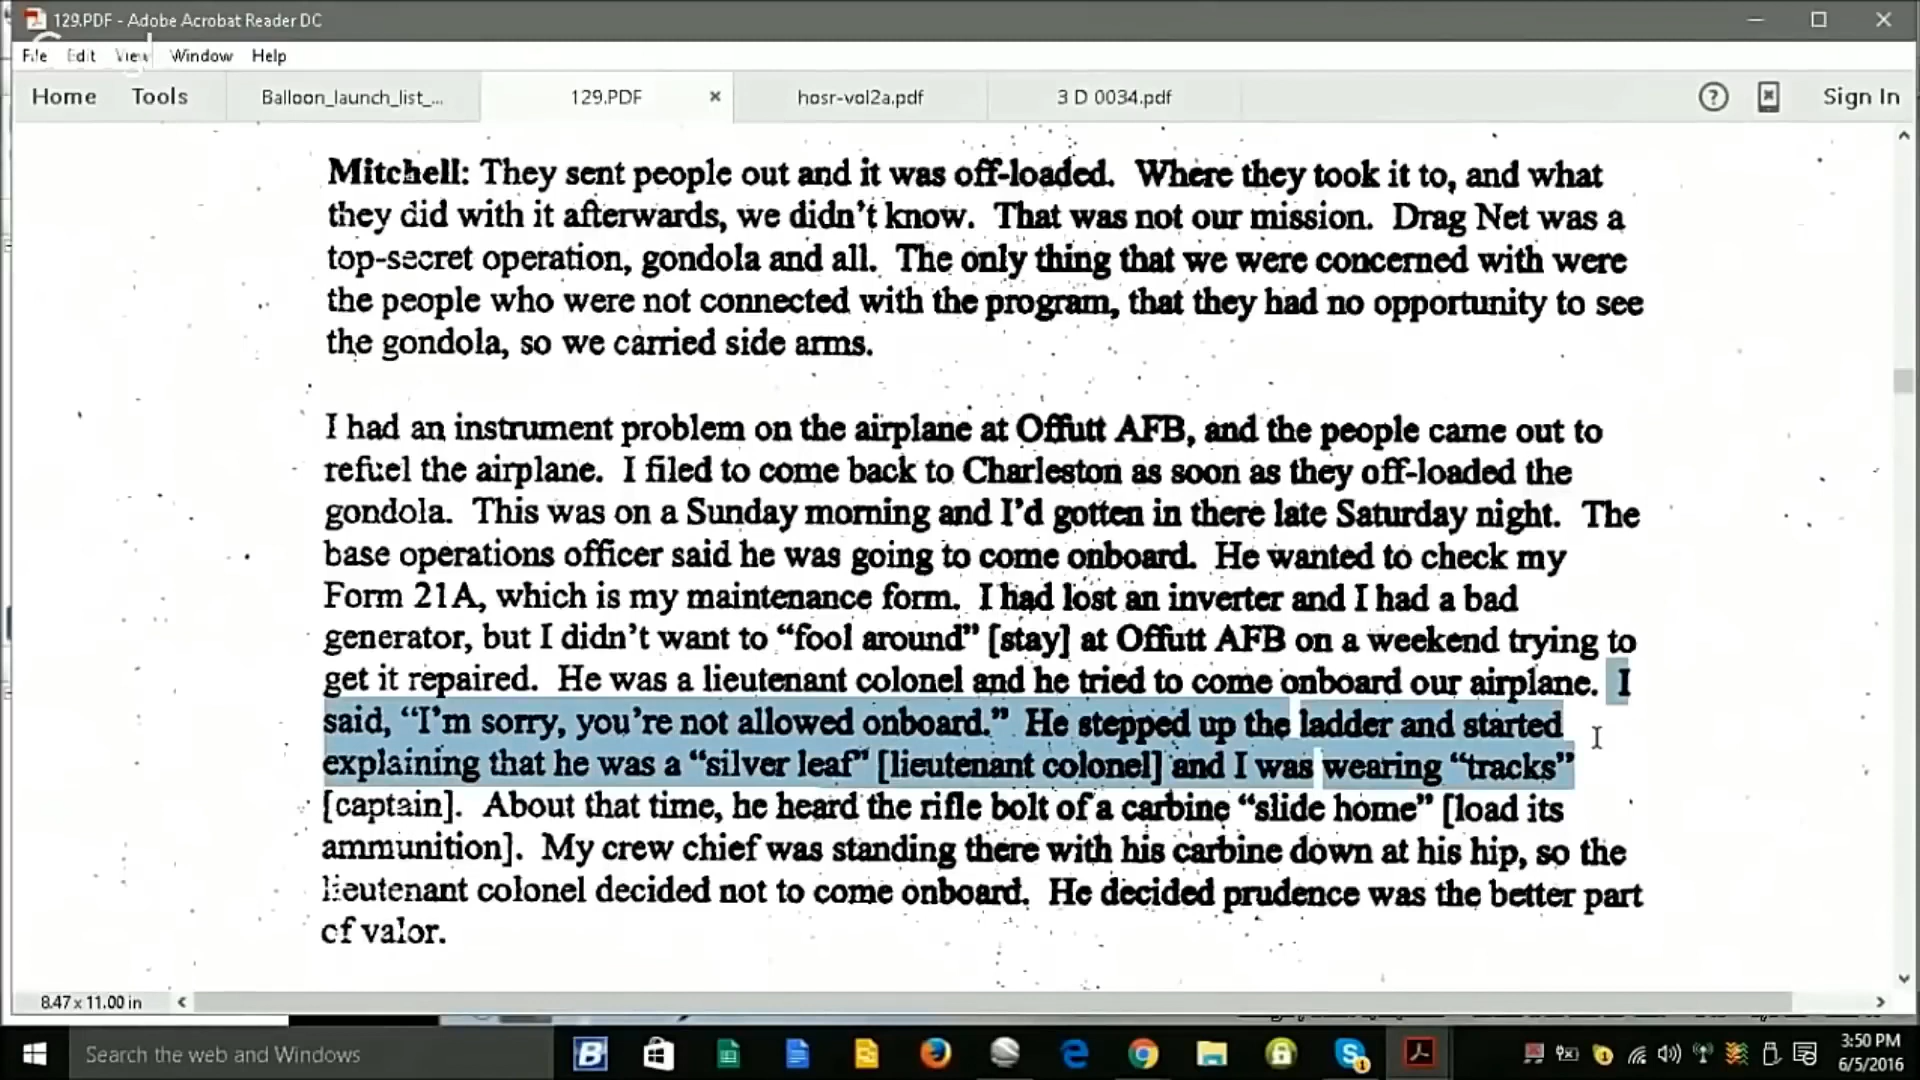 129.PDF - Adobe Acrobat Reader DC
File Edit View Window Help
Home Tools Balloon_launch_list_... 129.PDF × hosr-vol2a.pdf 3 D 0034.pdf ? Sign In
Mitchell: They sent people out and it was off-loaded. Where they took it to, and what
they did with it afterwards, we didn't know. That was not our mission. Drag Net was a
top-secret operation, gondola and all. The only thing that we were concerned with were
the people who were not connected with the program, that they had no opportunity to see
the gondola, so we carried side arms.
I had an instrument problem on the airplane at Offutt AFB, and the people came out to
refuel the airplane. I filed to come back to Charleston as soon as they off-loaded the
gondola. This was on a Sunday morning and I'd gotten in there late Saturday night. The
base operations officer said he was going to come onboard. He wanted to check my
Form 21A, which is my maintenance form. I had lost an inverter and I had a bad
generator, but I didn't want to “fool around” [stay] at Offutt AFB on a weekend trying to
get it repaired. He was a lieutenant colonel and he tried to come onboard our airplane. I
said, “I'm sorry, you're not allowed onboard.” He stepped up the ladder and started
explaining that he was a “silver leaf” [lieutenant colonel] and I was wearing “tracks”
[captain]. About that time, he heard the rifle bolt of a carbine “slide home” [load its
ammunition]. My crew chief was standing there with his carbine down at his hip, so the
lieutenant colonel decided not to come onboard. He decided prudence was the better part
of valor.
8.47 x 11.00 in
Search the web and Windows
3:50 PM
6/5/2016